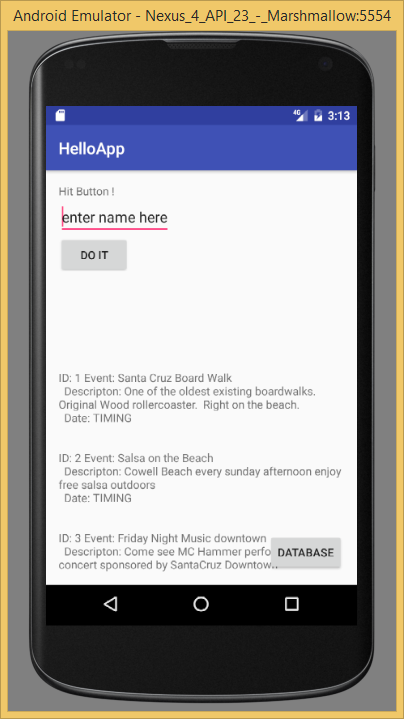 Android Emulator - Nexus_4_API_23_-_Marshmallow:5554
4G 3:13
HelloApp
Hit Button !
enter name here
DO IT
ID: 1 Event: Santa Cruz Board Walk
Descripton: One of the oldest existing boardwalks.
Original Wood rollercoaster. Right on the beach.
Date: TIMING
ID: 2 Event: Salsa on the Beach
Descripton: Cowell Beach every sunday afternoon enjoy
free salsa outdoors
Date: TIMING
ID: 3 Event: Friday Night Music downtown
Descripton: Come see MC Hammer perfo
DATABASE
concert sponsored by SantaCruz Downtown